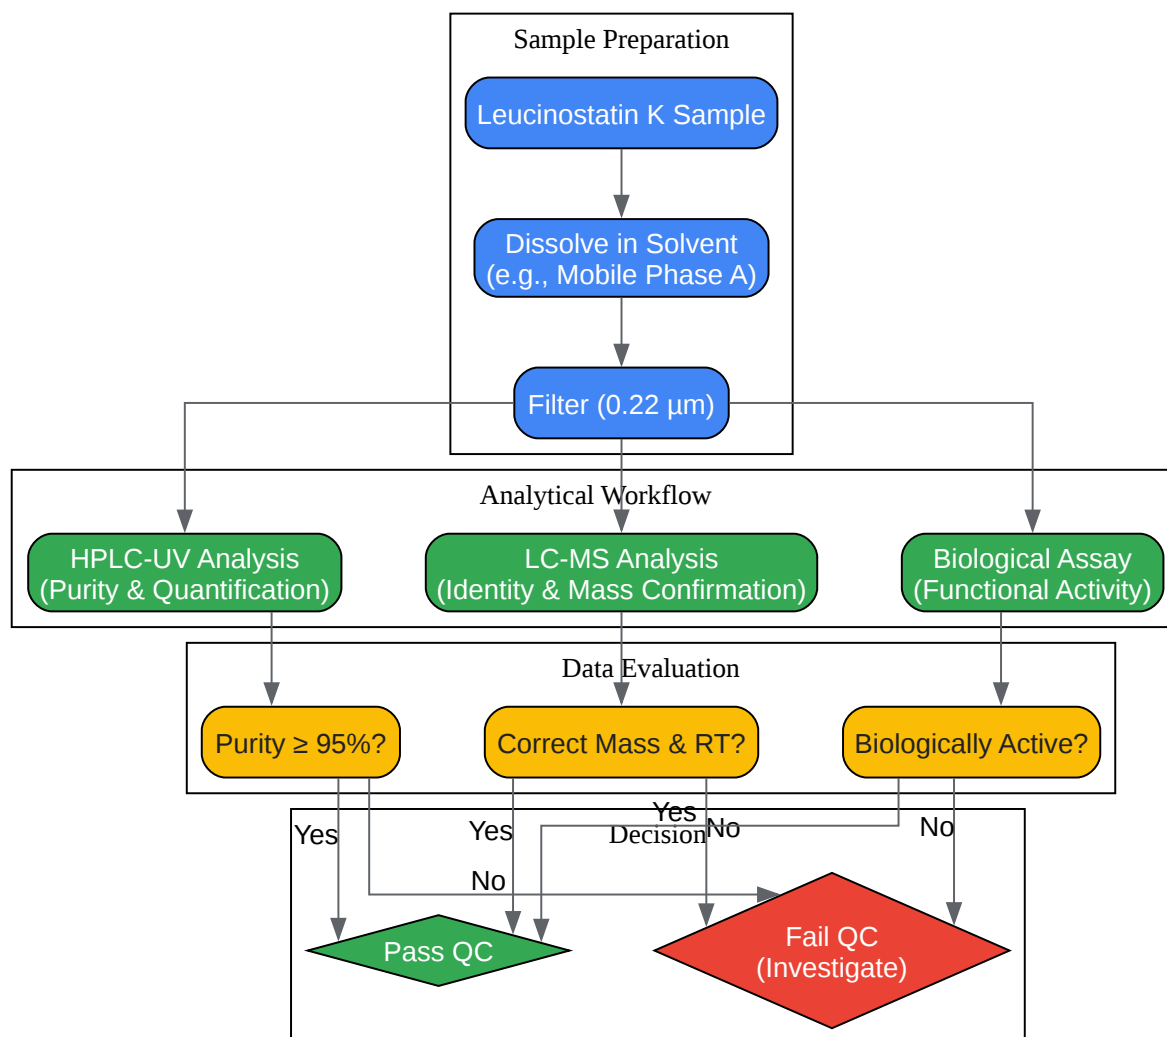 Sample Preparation
Leucinostatin K Sample
Dissolve in Solvent
(e.g., Mobile Phase A)
Filter (0.22 µm)
Analytical Workflow
HPLC-UV Analysis
(Purity & Quantification)
LC-MS Analysis
(Identity & Mass Confirmation)
Biological Assay
(Functional Activity)
Data Evaluation
Purity ≥ 95%?
Correct Mass & RT?
Biologically Active?
Yes
Yes
Yes
No
No
Decision
No
Pass QC
Fail QC
(Investigate)